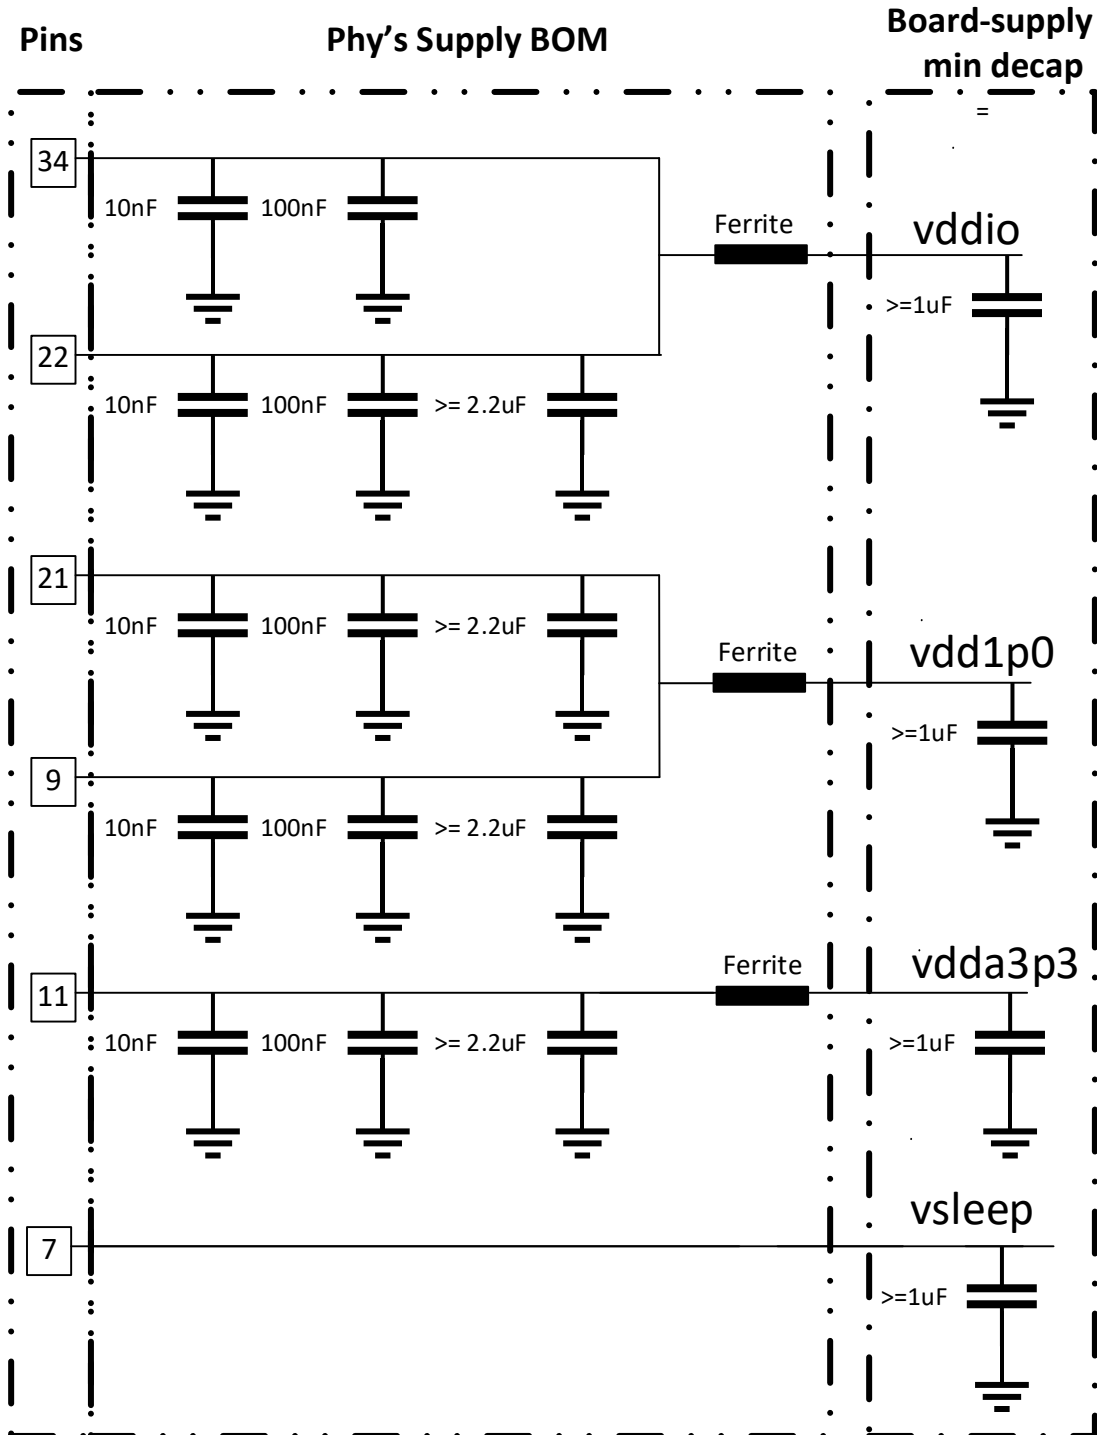 Pins
Phy's Supply BOM
Board-supply
min decap
=
34
10nF
100nF
Ferrite
vddio
>=1uF
22
10nF
100nF
>= 2.2uF
21
10nF
100nF
>= 2.2uF
Ferrite
vdd1p0
>=1uF
9
10nF
100nF
>= 2.2uF
Ferrite
vdda3p3
11
10nF
100nF
>= 2.2uF
>=1uF
vsleep
7
>=1uF